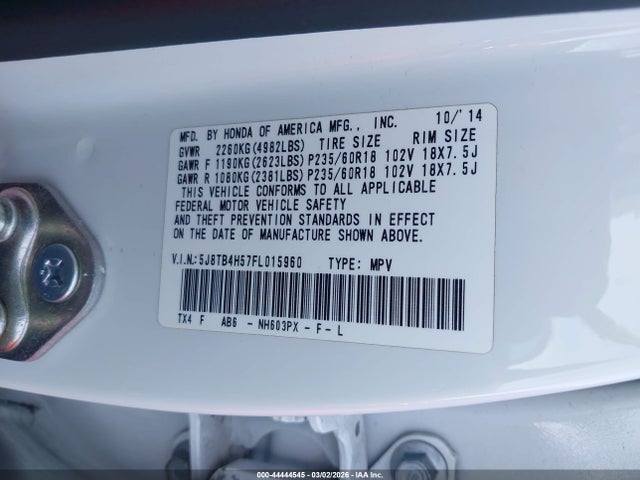 MFD. BY HONDA OF AMERICA MFG., INC. 10/'14
GVWR 2260KG(4982LBS) TIRE SIZE RIM SIZE
GAWR F 1190KG(2623LBS) P235/60R18 102V 18X7.5J
GAWR R 1080KG(2381LBS) P235/60R18 102V 18X7.5J
THIS VEHICLE CONFORMS TO ALL APPLICABLE
FEDERAL MOTOR VEHICLE SAFETY
AND THEFT PREVENTION STANDARDS IN EFFECT
ON THE DATE OF MANUFACTURE SHOWN ABOVE.
V.I.N.:5J8TB4H57FL015960 TYPE: MPV
TX4 F AB6 - NH603PX - F - L
000-44444545 | 03/02/2026 | IAA Inc. |